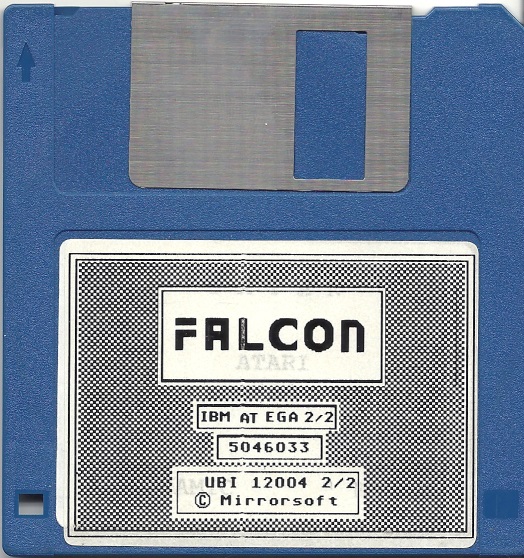 FALCON
ATARI
IBM AT EGA 2/2
5046033
UBI 12004 2/2
© Mirrorsoft